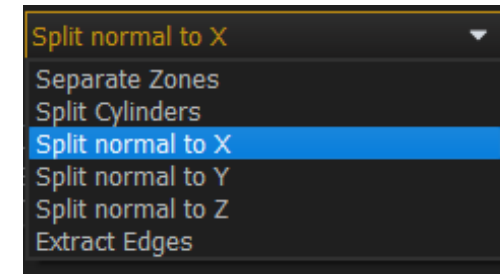 Split normal to X
Separate Zones
Split Cylinders
Split normal to X
Split normal to Y
Split normal to Z
Extract Edges